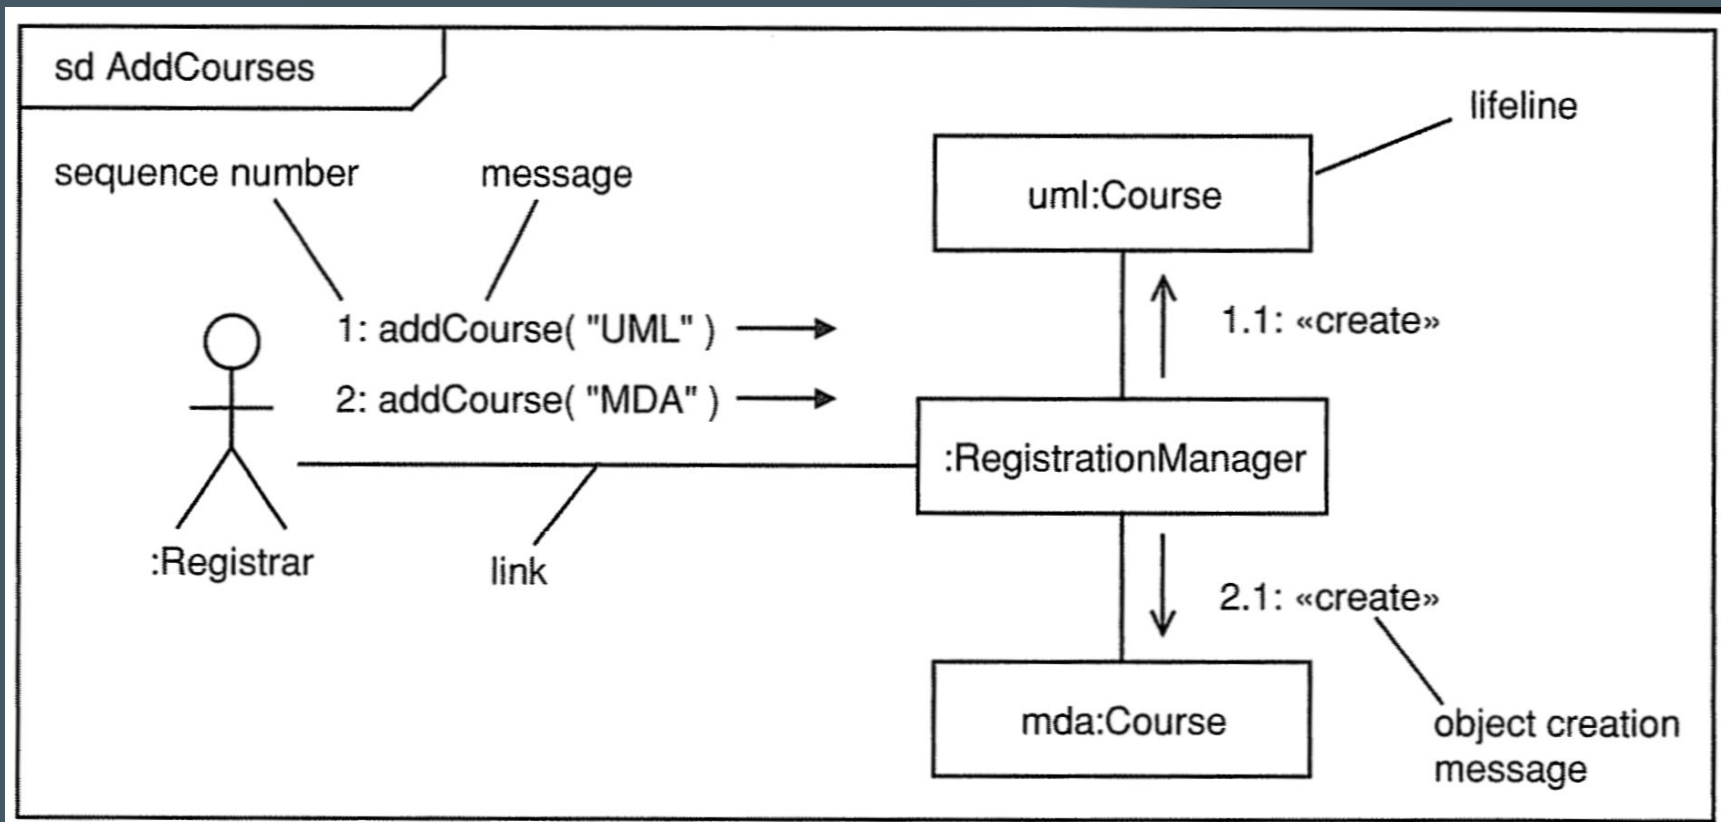 sd AddCourses
lifeline
sequence number
message
uml:Course
1: addCourse( "UML" )
1.1: «create»
2: addCourse( "MDA" )
:RegistrationManager
:Registrar
link
2.1: «create»
mda:Course
object creation
message